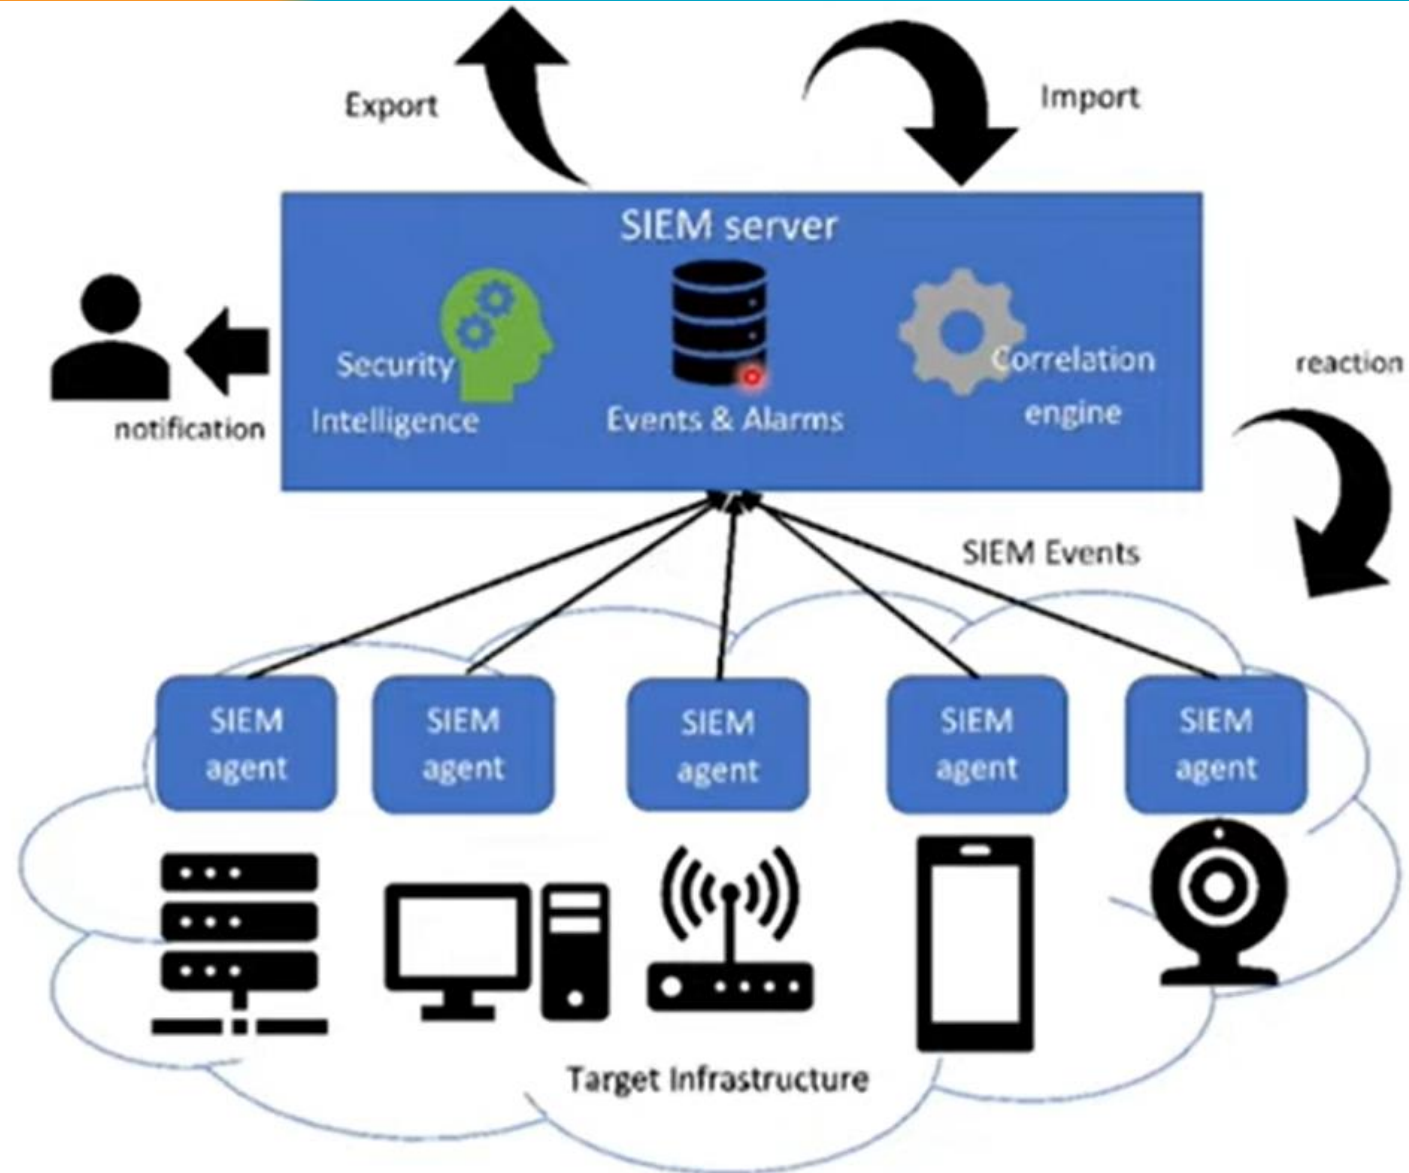 Export
Import
SIEM server
Security
Intelligence
Events & Alarms
Correlation
engine
notification
reaction
SIEM Events
SIEM
agent
SIEM
agent
SIEM
agent
SIEM
agent
SIEM
agent
Target Infrastructure